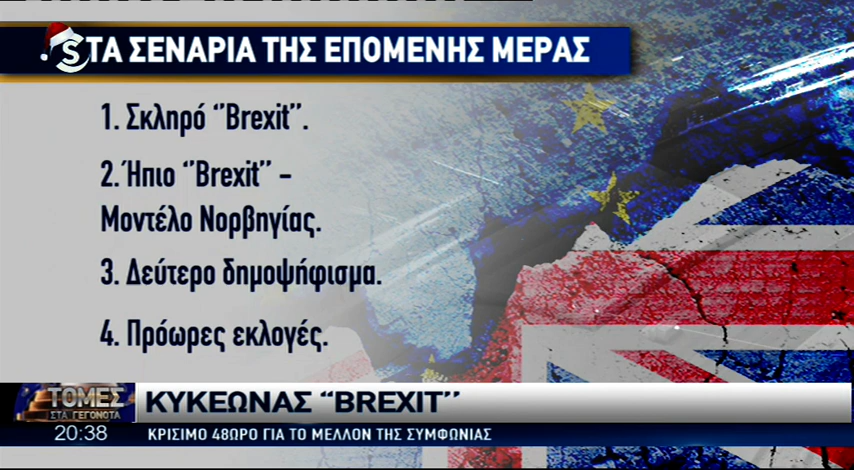 ΤΑ ΣΕΝΑΡΙΑ ΤΗΣ ΕΠΟΜΕΝΗΣ ΜΕΡΑΣ
S
1. Σκληρό ‘’Brexit’’.
2. Ήπιο ‘’Brexit’’ –
Μοντέλο Νορβηγίας.
3. Δεύτερο δημοψήφισμα.
4. Πρόωρες εκλογές.
ΤΟΜΕΣ
ΣΤΑ ΓΕΓΟΝΟΤΑ
ΚΥΚΕΩΝΑΣ “BREXIT’’
20:38
ΚΡΙΣΙΜΟ 48ΩΡΟ ΓΙΑ ΤΟ ΜΕΛΛΟΝ ΤΗΣ ΣΥΜΦΩΝΙΑΣ